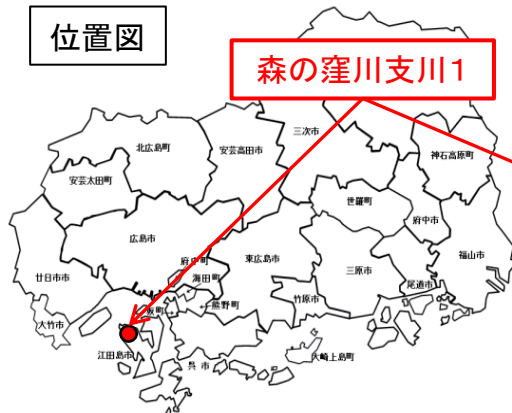 位置図
森の窪川支川1
三次市
北広島町
安芸高田市
神石高原町
安芸太田町
世羅町
府中市
広島市
府中町
東広島市
三原市
福山市
廿日市市
海田町
尾道市
竹原市
熊野町
坂町
大竹市
江田島市
呉市
大崎上島町